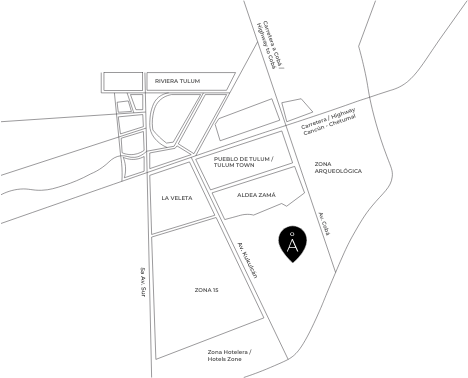 Carretera a Cobá /
Highway to Cobá
RIVIERA TULUM
Carretera / Highway
Cancún - Chetumal
PUEBLO DE TULUM /
TULUM TOWN
ZONA
ARQUEOLÓGICA
LA VELETA
ALDEA ZAMÁ
Av. Cobá
Å
Av. Kukulcan
5a Av. Sur
ZONA 15
Zona Hotelera /
Hotels Zone